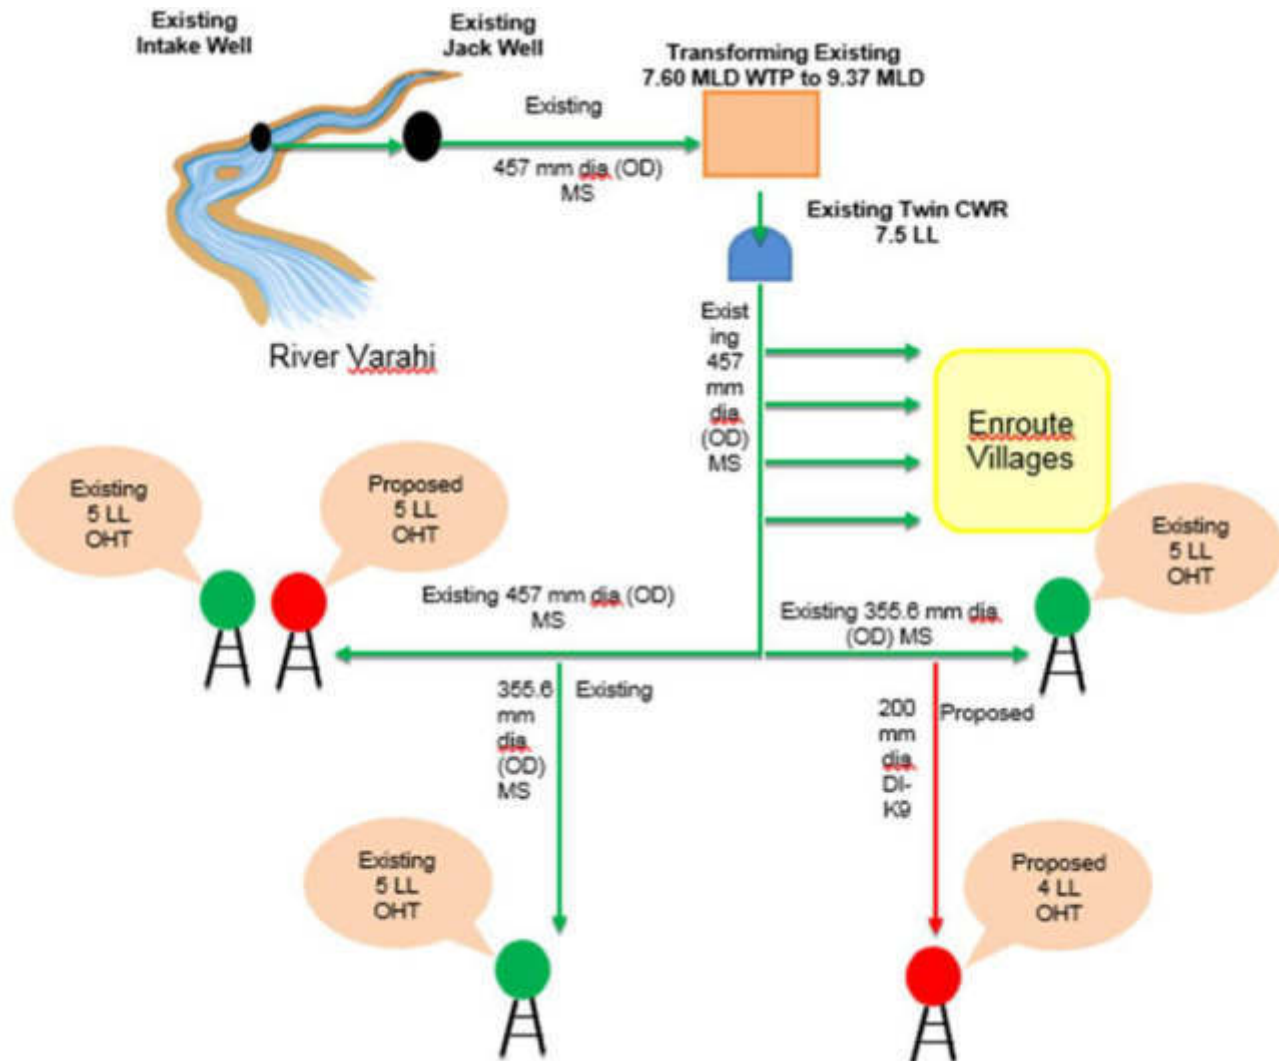 Existing
Intake Well
Existing
Jack Well
Transforming Existing
7.60 MLD WTP to 9.37 MLD
Existing
457 mm dia (OD)
MS
Existing Twin CWR
7.5 LL
River Varahi
Exist
ing
457
mm
dia
(OD)
MS
Enroute
Villages
Existing
5 LL
OHT
Proposed
5 LL
OHT
Existing
5 LL
OHT
Existing 457 mm dia (OD)
MS
Existing 355.6 mm dia
(OD) MS
355.6
mm
dia
(OD)
MS
Existing
200
mm
dia
DI-
K9
Proposed
Existing
5 LL
OHT
Proposed
4 LL
OHT